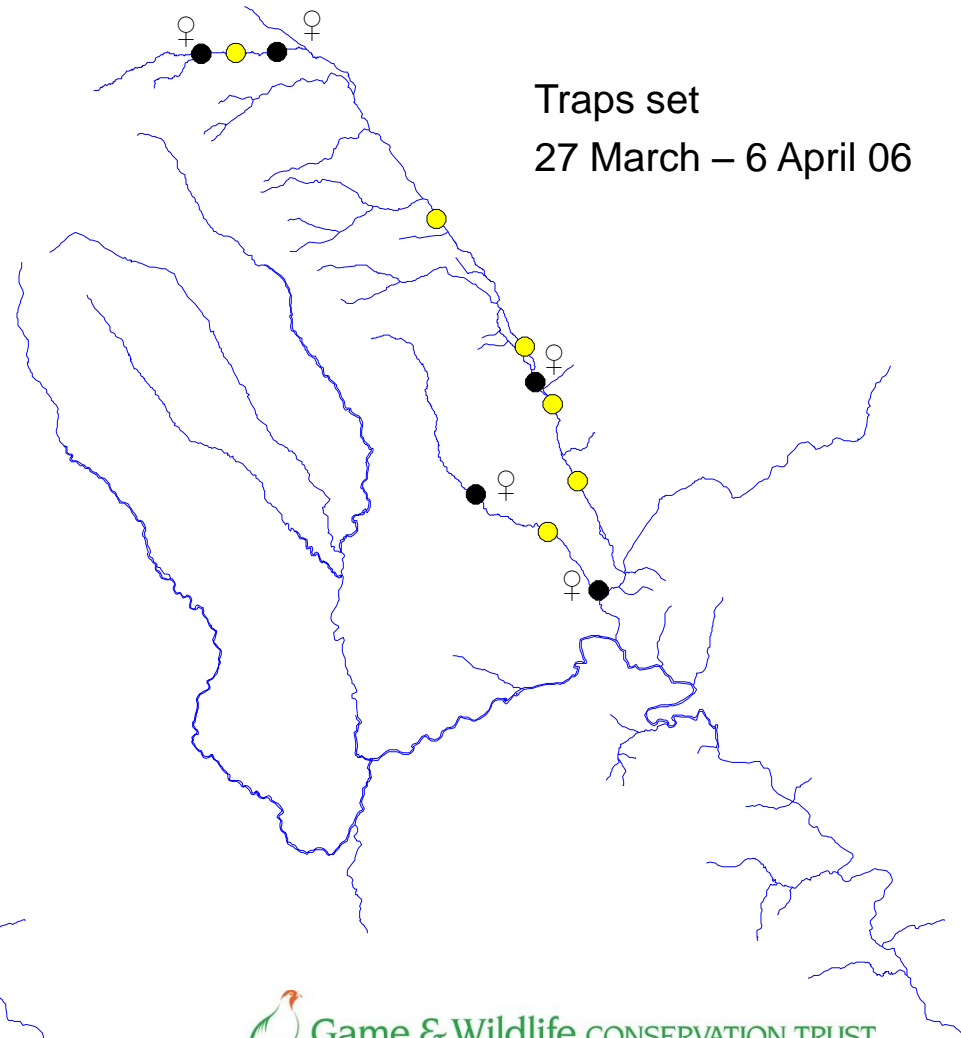 ♀ ♀
Traps set
27 March – 6 April 06
♀
♀
♀
Game & Wildlife CONSERVATION TRUST